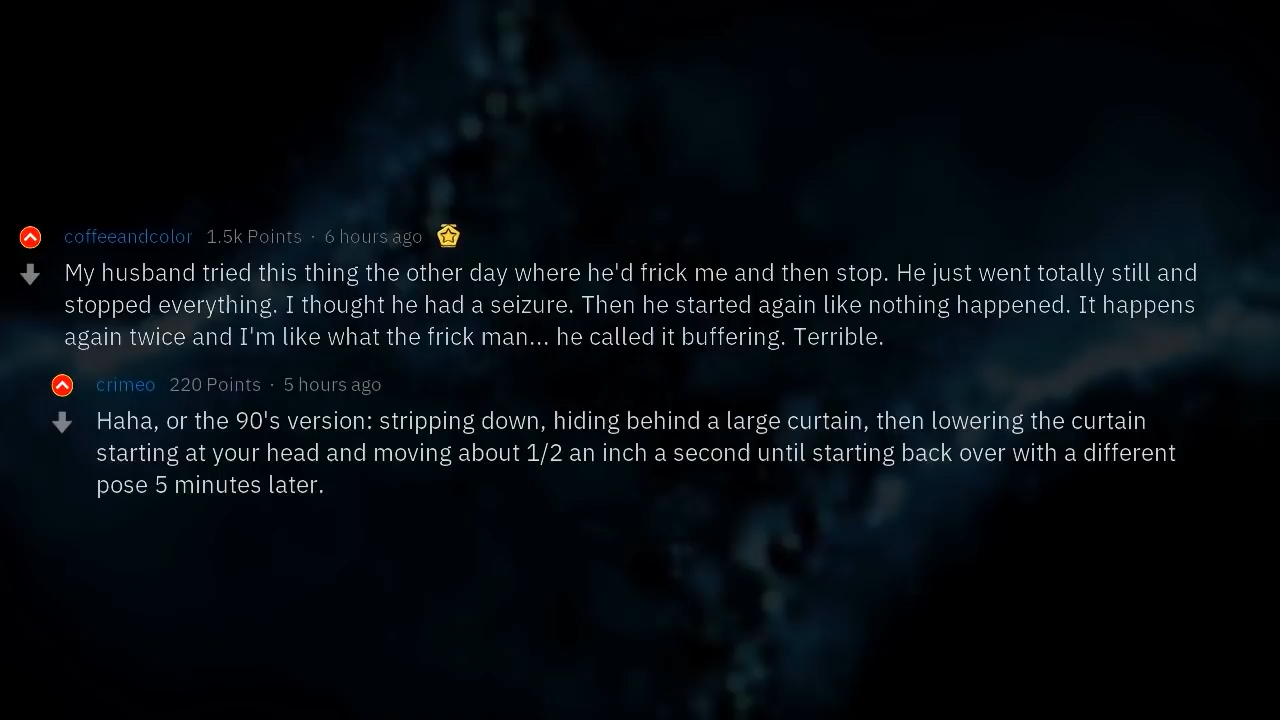 coffeeandcolor 1.5k Points · 6 hours ago
My husband tried this thing the other day where he'd frick me and then stop. He just went totally still and
stopped everything. I thought he had a seizure. Then he started again like nothing happened. It happens
again twice and I'm like what the frick man... he called it buffering. Terrible.
crimeo 220 Points · 5 hours ago
Haha, or the 90's version: stripping down, hiding behind a large curtain, then lowering the curtain
starting at your head and moving about 1/2 an inch a second until starting back over with a different
pose 5 minutes later.